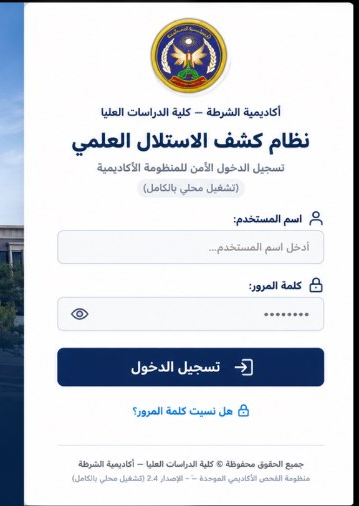 أكاديمية الشرطة – كلية الدراسات العليا
نظام كشف الاستلال العلمي
تسجيل الدخول الآمن للمنظومة الأكاديمية
(تشغيل محلي بالكامل)
اسم المستخدم:
أدخل اسم المستخدم...
كلمة المرور:
تسجيل الدخول
هل نسيت كلمة المرور؟
جميع الحقوق محفوظة © كلية الدراسات العليا – أكاديمية الشرطة
منظومة الفحص الأكاديمي الموحدة – الإصدار 2.4 (تشغيل محلي بالكامل)